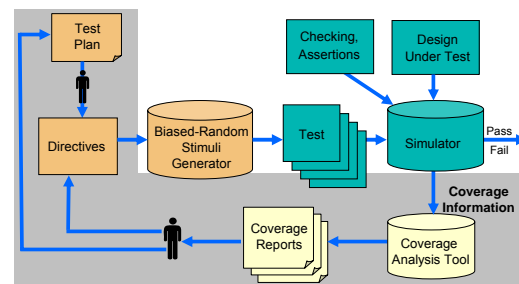 Test
Plan
Checking,
Assertions
Design
Under Test
Directives
Biased-Random
Stimuli
Generator
Test
Simulator
Pass
Fail
Coverage
Information
Coverage
Reports
Coverage
Analysis Tool